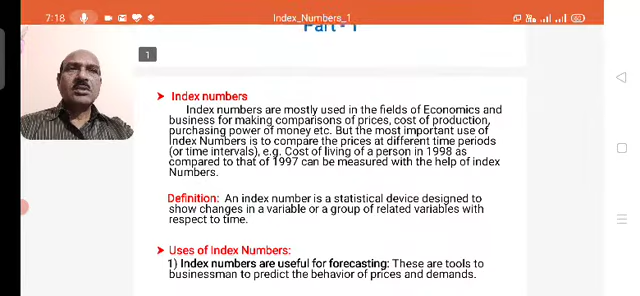 7:18
Index_Numbers_1
Part - 1
1
Index numbers
Index numbers are mostly used in the fields of Economics and
business for making comparisons of prices, cost of production,
purchasing power of money etc. But the most important use of
Index Numbers is to compare the prices at different time periods
(or time intervals), e.g. Cost of living of a person in 1998 as
compared to that of 1997 can be measured with the help of index
Numbers.
Definition: An index number is a statistical device designed to
show changes in a variable or a group of related variables with
respect to time.
Uses of Index Numbers:
1) Index numbers are useful for forecasting: These are tools to
businessman to predict the behavior of prices and demands.